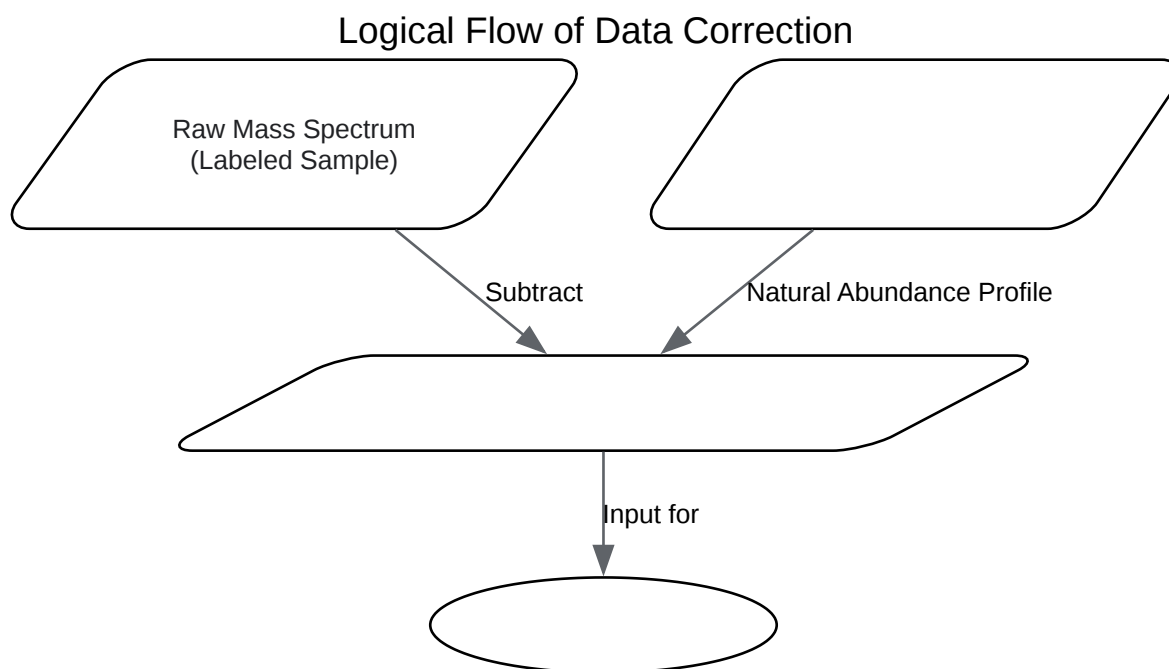 Logical Flow of Data Correction
Raw Mass Spectrum
(Labeled Sample)
Subtract
Natural Abundance Profile
Input for